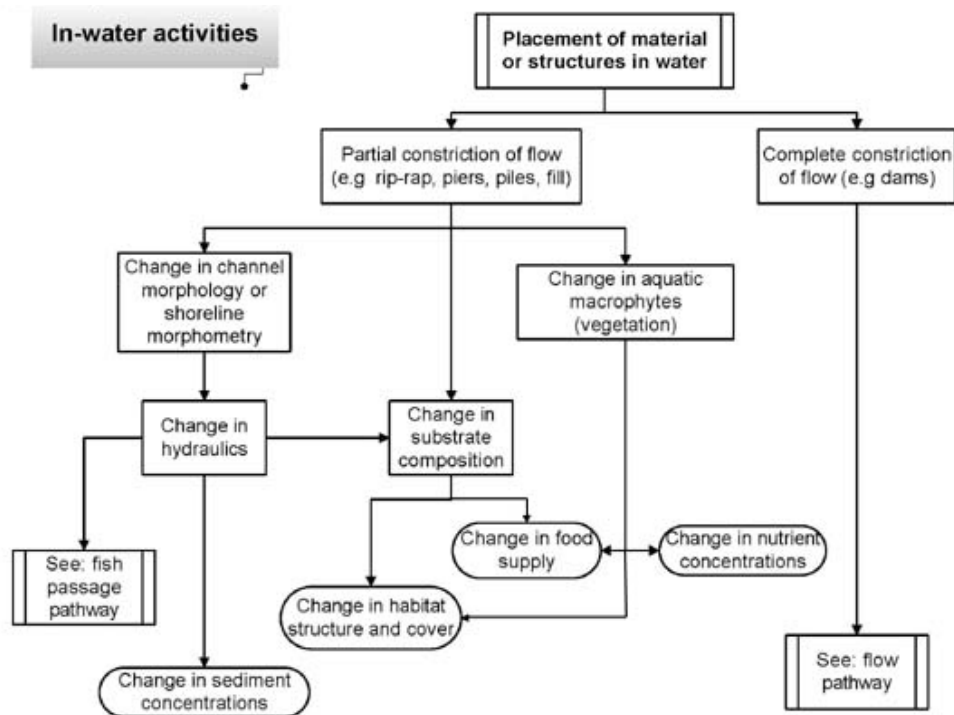 In-water activities
Placement of material
or structures in water
Partial constriction of flow
(e.g rip-rap, piers, piles, fill)
Complete constriction
of flow (e.g dams)
Change in channel
morphology or
shoreline
morphometry
Change in aquatic
macrophytes
(vegetation)
Change in
hydraulics
Change in
substrate
composition
See: fish
passage
pathway
Change in food
supply
Change in nutrient
concentrations
Change in habitat
structure and cover
See: flow
pathway
Change in sediment
concentrations